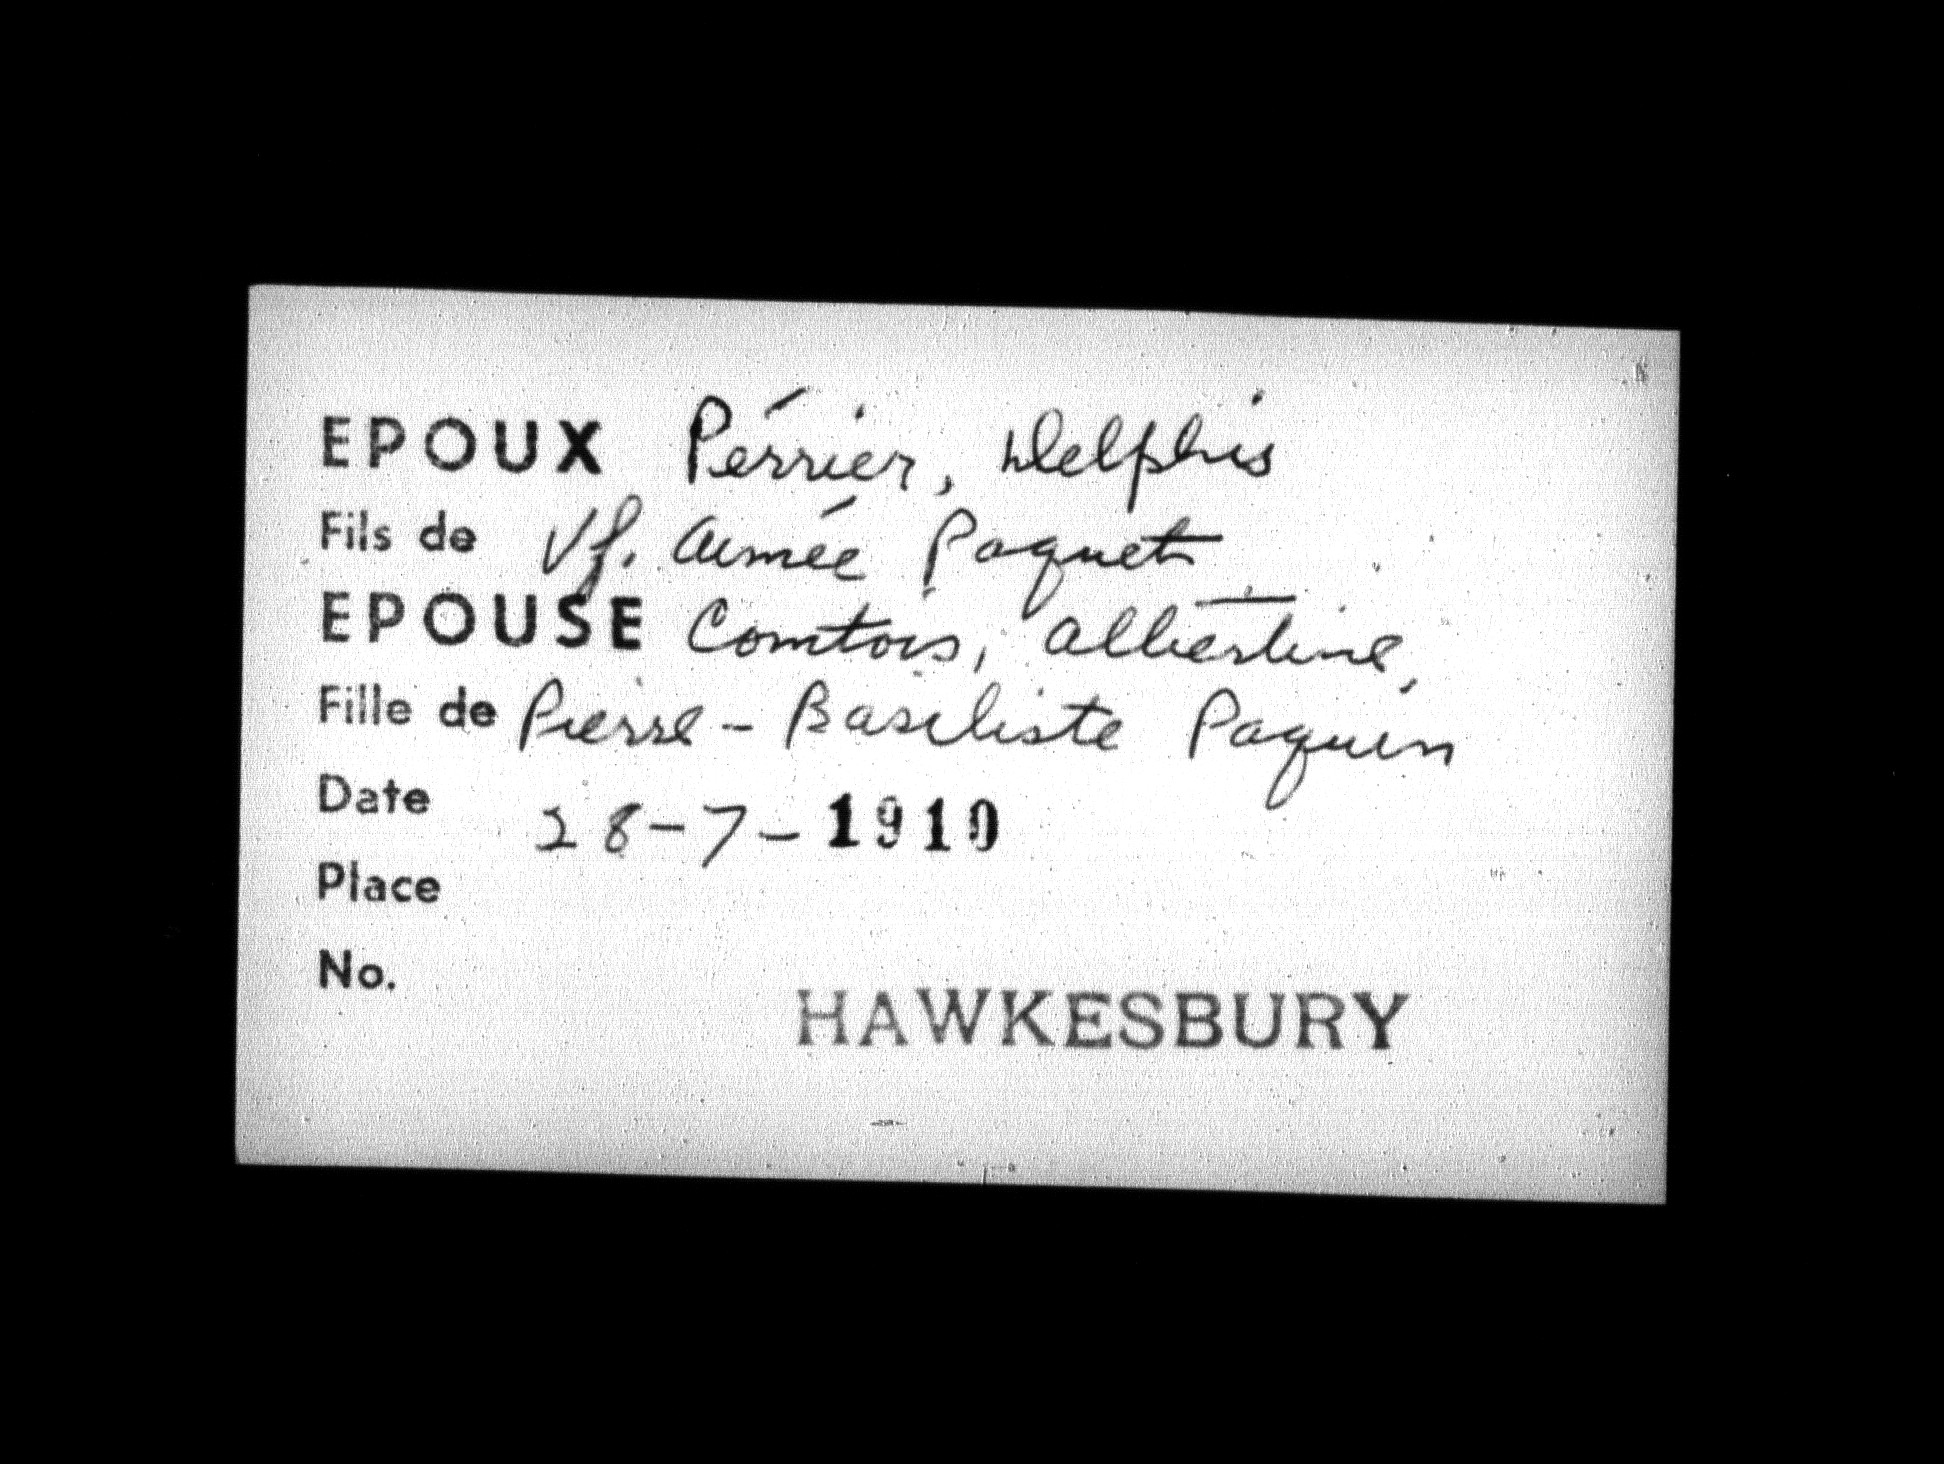 EPOUX Périer, Delphis
Fils de Vf. Aimée Paquet
EPOUSE Comtois, Albertine,
Fille de Pierre - Basiliste Paquin
Date 28-7-1910
Place
No.
HAWKESBURY